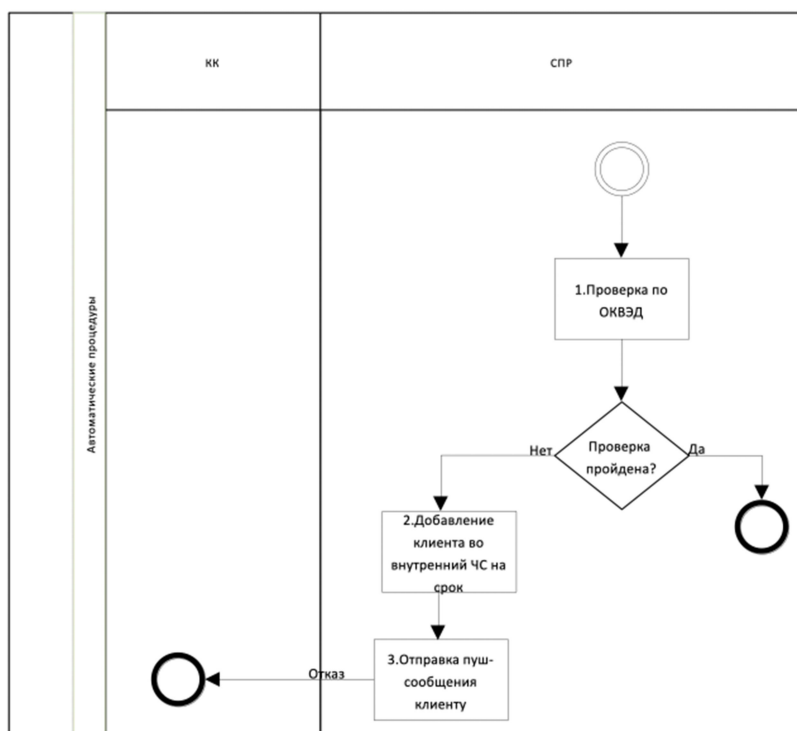 КК
СПР
Автоматические процедуры
1.Проверка по
ОКВЭД
Проверка
пройдена?
Нет
Да
2.Добавление
клиента во
внутренний ЧС на
срок
3.Отправка пуш-
сообщения
клиенту
Отказ